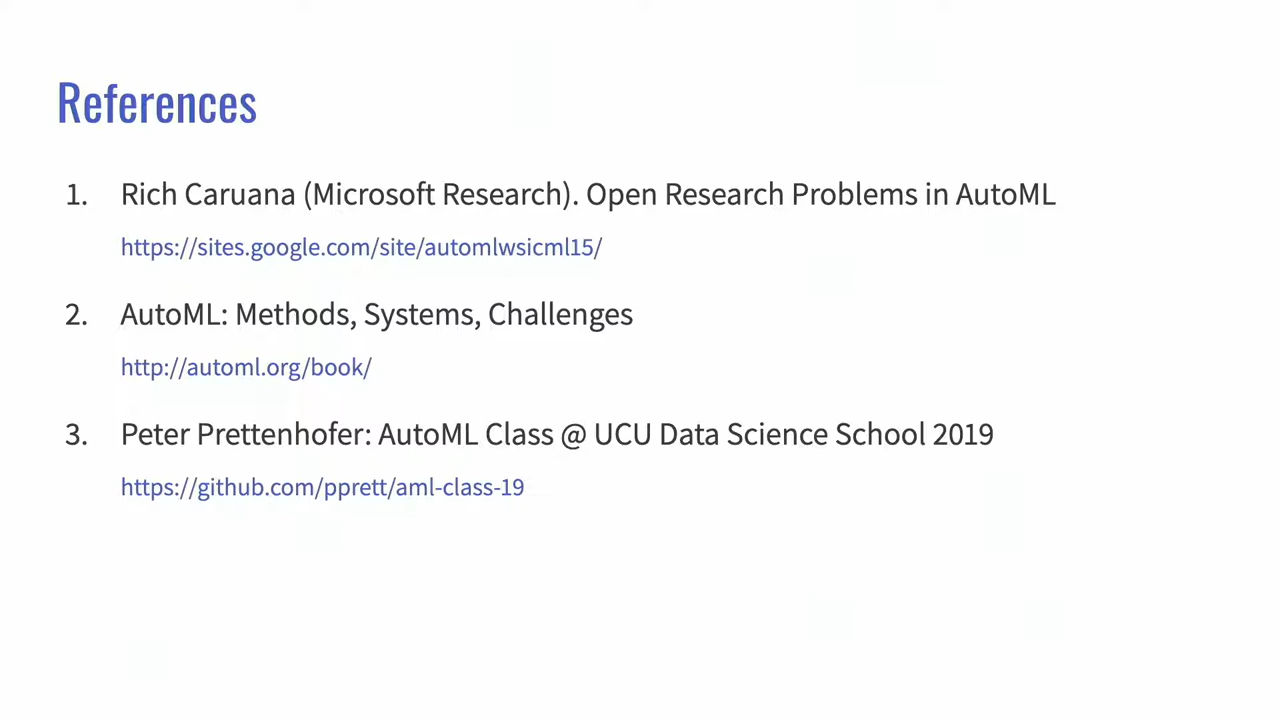 References
1. Rich Caruana (Microsoft Research). Open Research Problems in AutoML
https://sites.google.com/site/automlwsicml15/
2. AutoML: Methods, Systems, Challenges
http://automl.org/book/
3. Peter Prettenhofer: AutoML Class @ UCU Data Science School 2019
https://github.com/pprett/aml-class-19